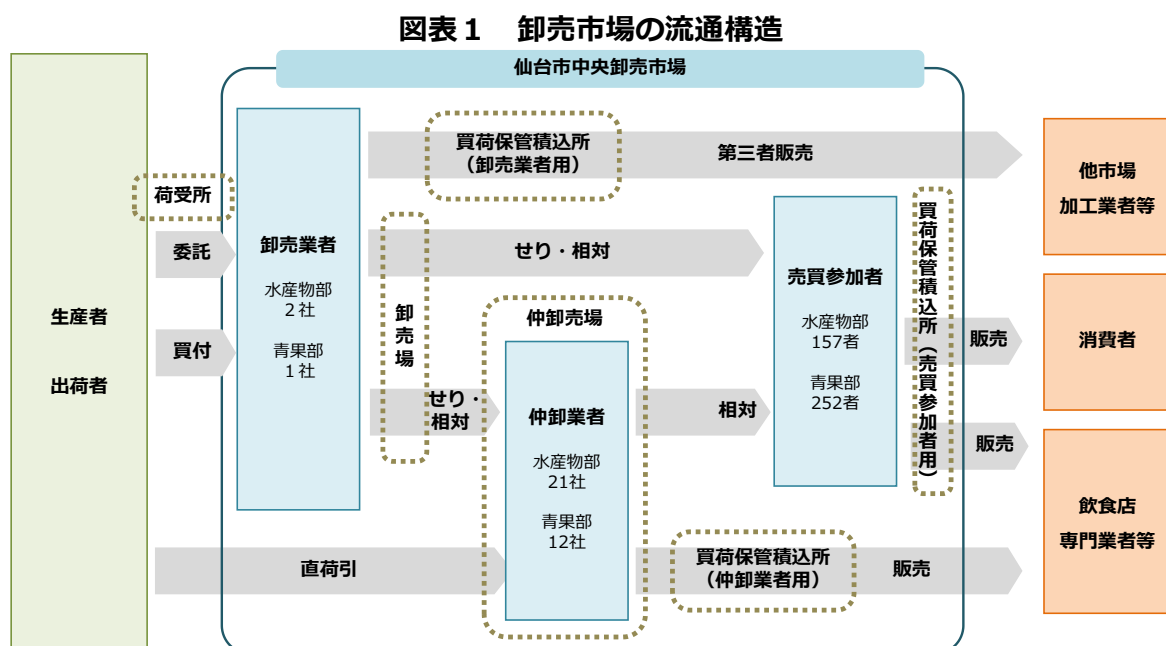 図表1 卸売市場の流通構造
仙台市中央卸売市場
生産者
出荷者
荷受所
委託
買付
卸売業者
水産物部
2社
青果部
1社
買荷保管積込所
（卸売業者用）
第三者販売
せり・相対
卸売場
せり・
相対
仲卸売場
仲卸業者
水産物部
21社
青果部
12社
相対
売買参加者
水産物部
157者
青果部
252者
買荷保管積込所（売買参加者用）
販売
販売
直荷引
買荷保管積込所
（仲卸業者用）
販売
他市場
加工業者等
消費者
飲食店
専門業者等